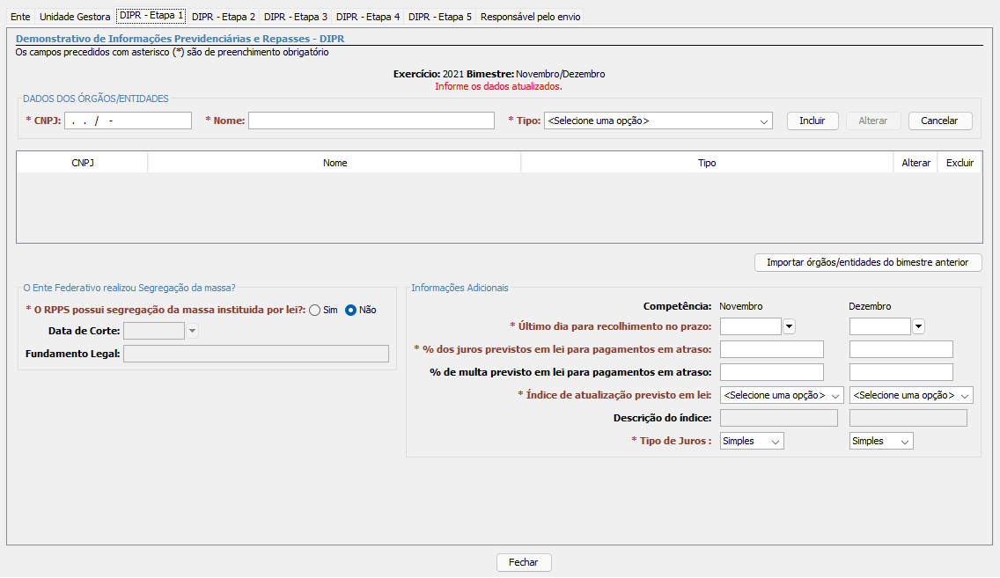 Ente Unidade Gestora DIPR - Etapa 1 DIPR - Etapa 2 DIPR - Etapa 3 DIPR - Etapa 4 DIPR - Etapa 5 Responsável pelo envio
Demonstrativo de Informações Previdenciárias e Repasses - DIPR
Os campos precedidos com asterisco (*) são de preenchimento obrigatório
Exercício: 2021 Bimestre: Novembro/Dezembro
Informe os dados atualizados.
DADOS DOS ÓRGÃOS/ENTIDADES
* CNPJ: . . / - * Nome: * Tipo: <Selecione uma opção> Incluir Alterar Cancelar
CNPJ Nome Tipo Alterar Excluir
Importar órgãos/entidades do bimestre anterior
O Ente Federativo realizou Segregação da massa?
* O RPPS possui segregação da massa instituida por lei?: Sim Não
Data de Corte:
Fundamento Legal:
Informações Adicionais
Competência: Novembro Dezembro
* Último dia para recolhimento no prazo:
* % dos juros previstos em lei para pagamentos em atraso:
% de multa previsto em lei para pagamentos em atraso:
* Índice de atualização previsto em lei: <Selecione uma opção> <Selecione uma opção>
Descrição do índice:
* Tipo de Juros : Simples Simples
Fechar